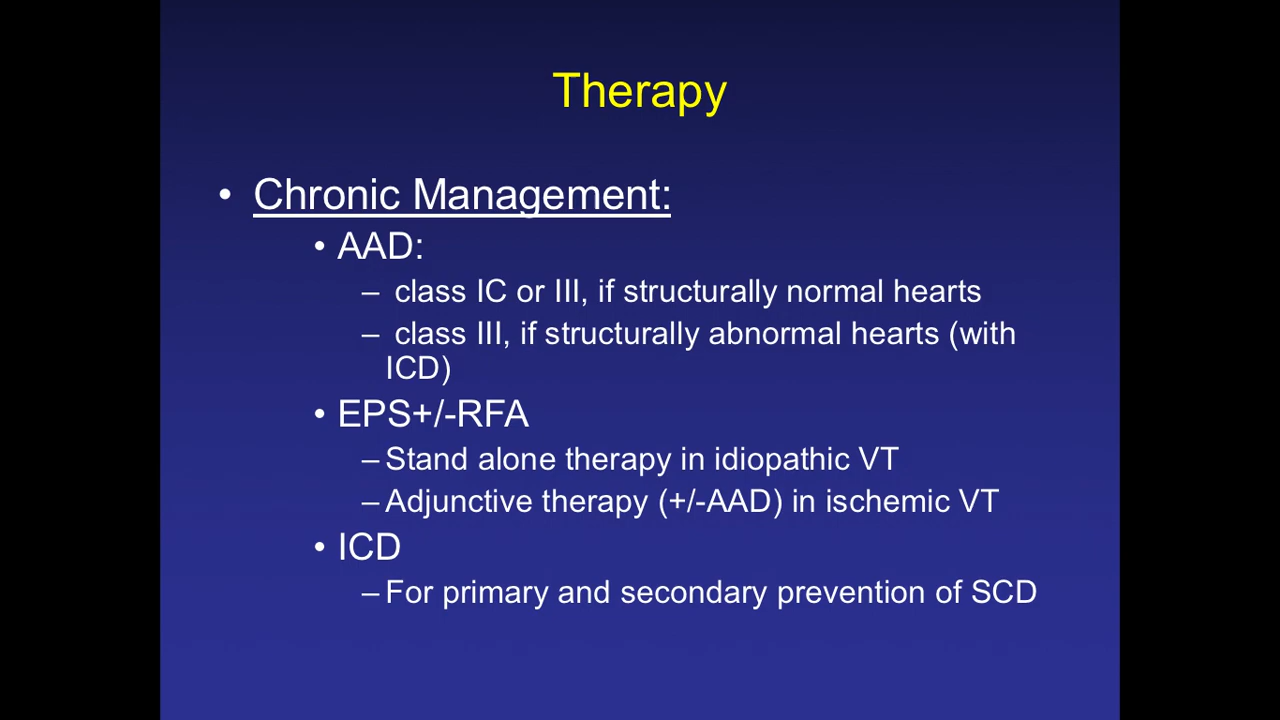 Therapy
• Chronic Management:
• AAD:
– class IC or III, if structurally normal hearts
– class III, if structurally abnormal hearts (with
ICD)
• EPS+/-RFA
– Stand alone therapy in idiopathic VT
– Adjunctive therapy (+/-AAD) in ischemic VT
• ICD
– For primary and secondary prevention of SCD